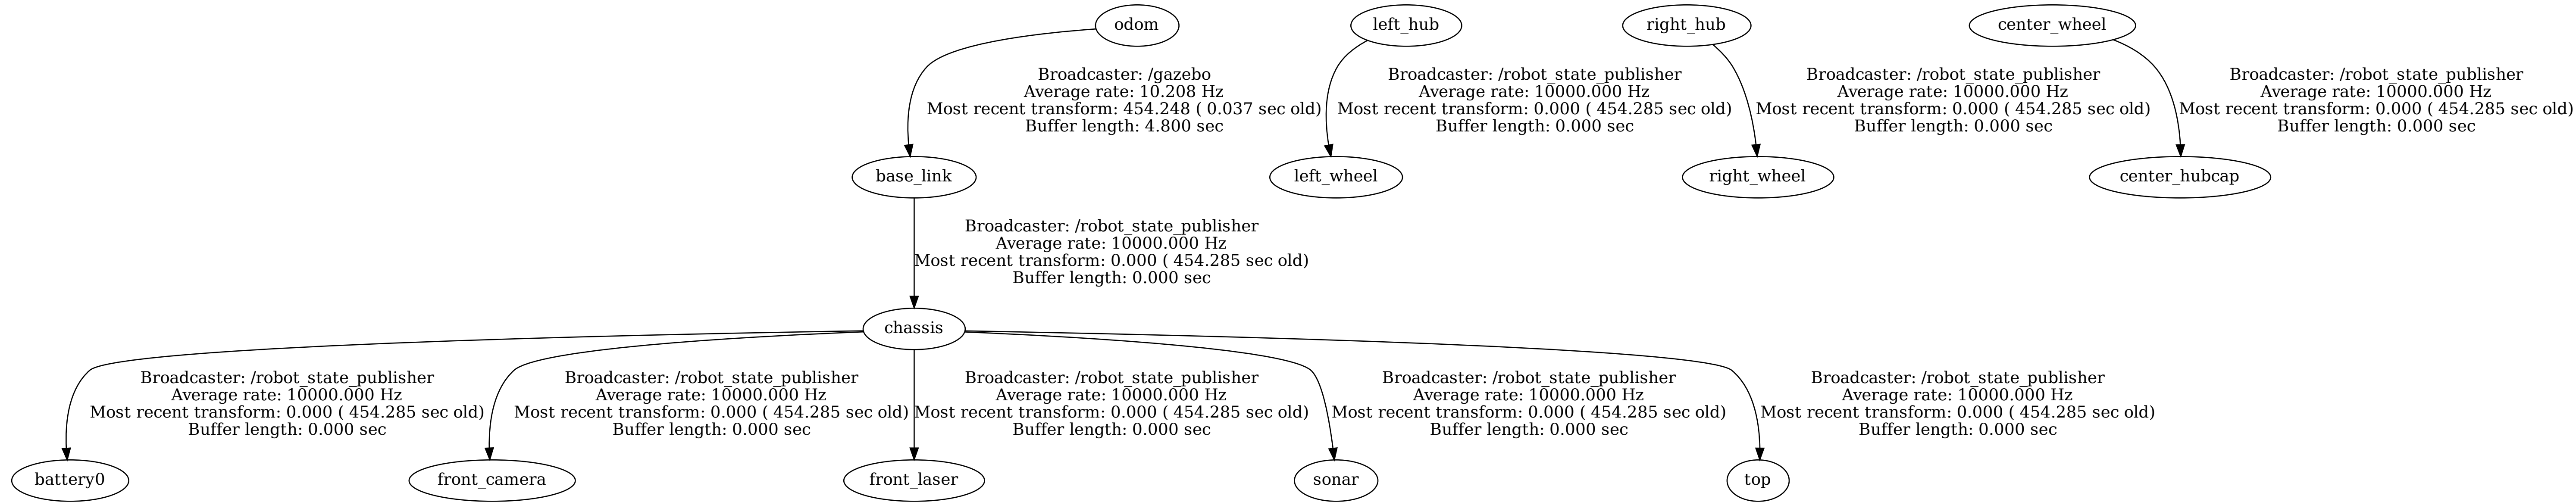 odom
left_hub
right_hub
center_wheel
Broadcaster: /gazebo
Average rate: 10.208 Hz
Most recent transform: 454.248 ( 0.037 sec old)
Buffer length: 4.800 sec
Broadcaster: /robot_state_publisher
Average rate: 10000.000 Hz
Most recent transform: 0.000 ( 454.285 sec old)
Buffer length: 0.000 sec
Broadcaster: /robot_state_publisher
Average rate: 10000.000 Hz
Most recent transform: 0.000 ( 454.285 sec old)
Buffer length: 0.000 sec
Broadcaster: /robot_state_publisher
Average rate: 10000.000 Hz
Most recent transform: 0.000 ( 454.285 sec old)
Buffer length: 0.000 sec
base_link
left_wheel
right_wheel
center_hubcap
Broadcaster: /robot_state_publisher
Average rate: 10000.000 Hz
Most recent transform: 0.000 ( 454.285 sec old)
Buffer length: 0.000 sec
chassis
Broadcaster: /robot_state_publisher
Average rate: 10000.000 Hz
Most recent transform: 0.000 ( 454.285 sec old)
Buffer length: 0.000 sec
Broadcaster: /robot_state_publisher
Average rate: 10000.000 Hz
Most recent transform: 0.000 ( 454.285 sec old)
Buffer length: 0.000 sec
Broadcaster: /robot_state_publisher
Average rate: 10000.000 Hz
Most recent transform: 0.000 ( 454.285 sec old)
Buffer length: 0.000 sec
Broadcaster: /robot_state_publisher
Average rate: 10000.000 Hz
Most recent transform: 0.000 ( 454.285 sec old)
Buffer length: 0.000 sec
Broadcaster: /robot_state_publisher
Average rate: 10000.000 Hz
Most recent transform: 0.000 ( 454.285 sec old)
Buffer length: 0.000 sec
battery0
front_camera
front_laser
sonar
top